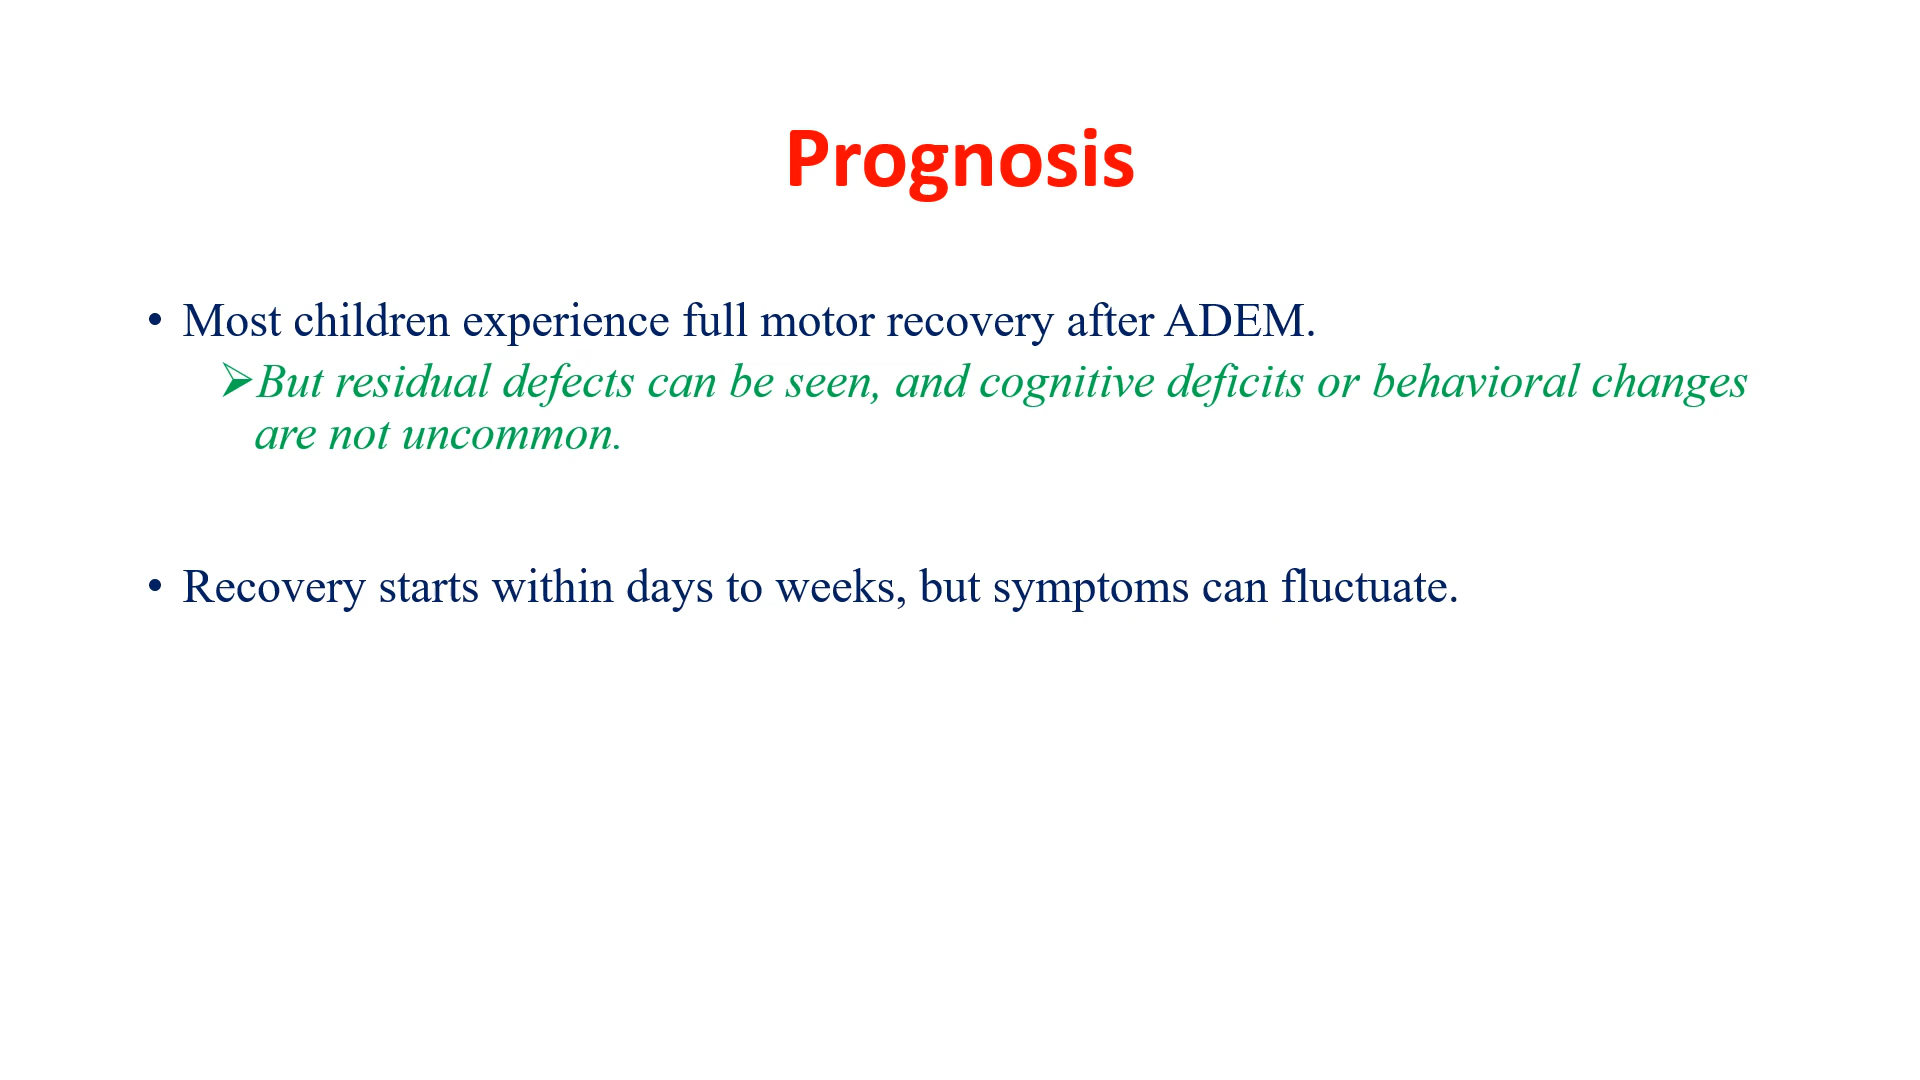 Prognosis
• Most children experience full motor recovery after ADEM.
➢But residual defects can be seen, and cognitive deficits or behavioral changes
are not uncommon.
• Recovery starts within days to weeks, but symptoms can fluctuate.